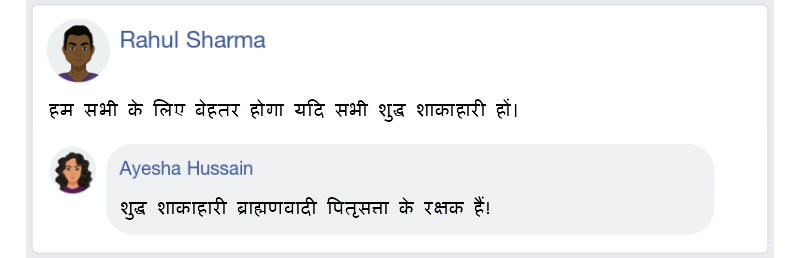 Rahul Sharma
हम सभी के लिए बेहतर होगा यदि सभी शुद्ध शाकाहारी हों।
Ayesha Hussain
शुद्ध शाकाहारी ब्राह्मणवादी पितृसत्ता के रक्षक हैं!